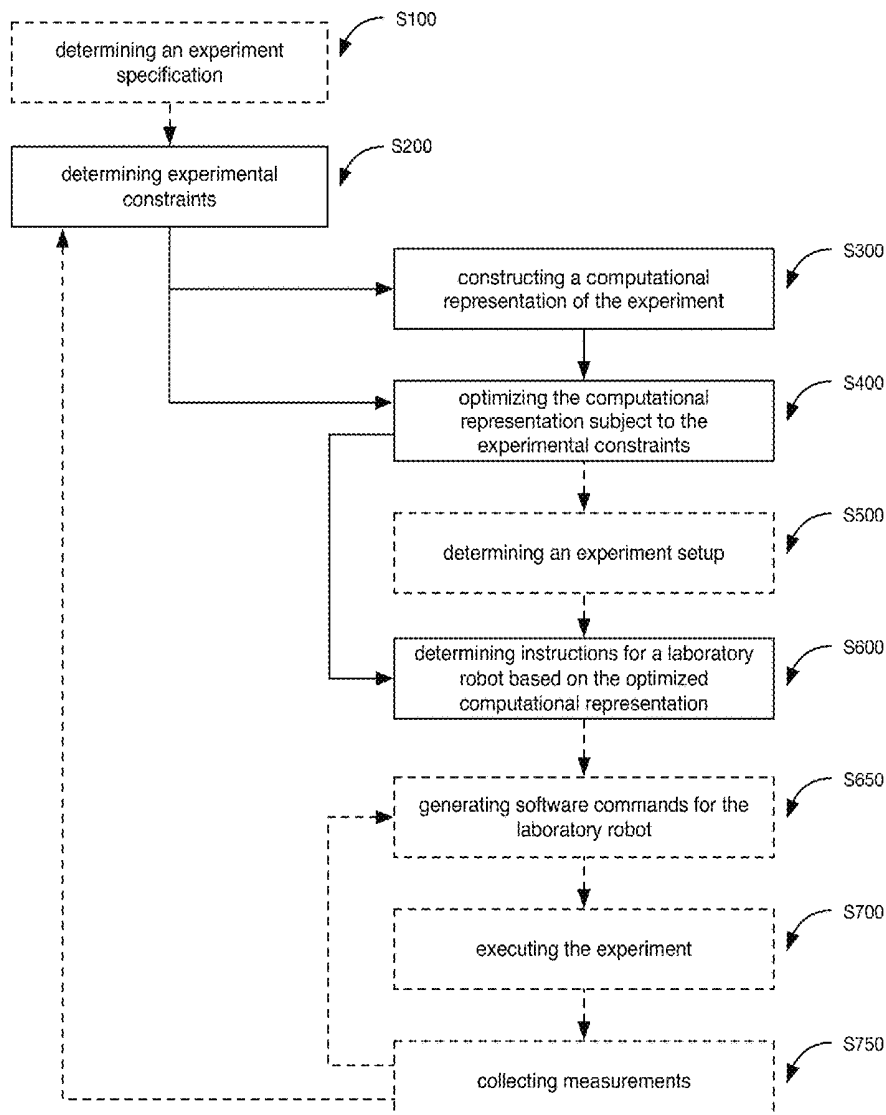 S100
determining an experiment
specification
S200
determining experimental
constraints
S300
constructing a computational
representation of the experiment
S400
optimizing the computational
representation subject to the
experimental constraints
S500
determining an experiment setup
S600
determining instructions for a laboratory
robot based on the optimized
computational representation
S650
generating software commands for the
laboratory robot
S700
executing the experiment
S750
collecting measurements